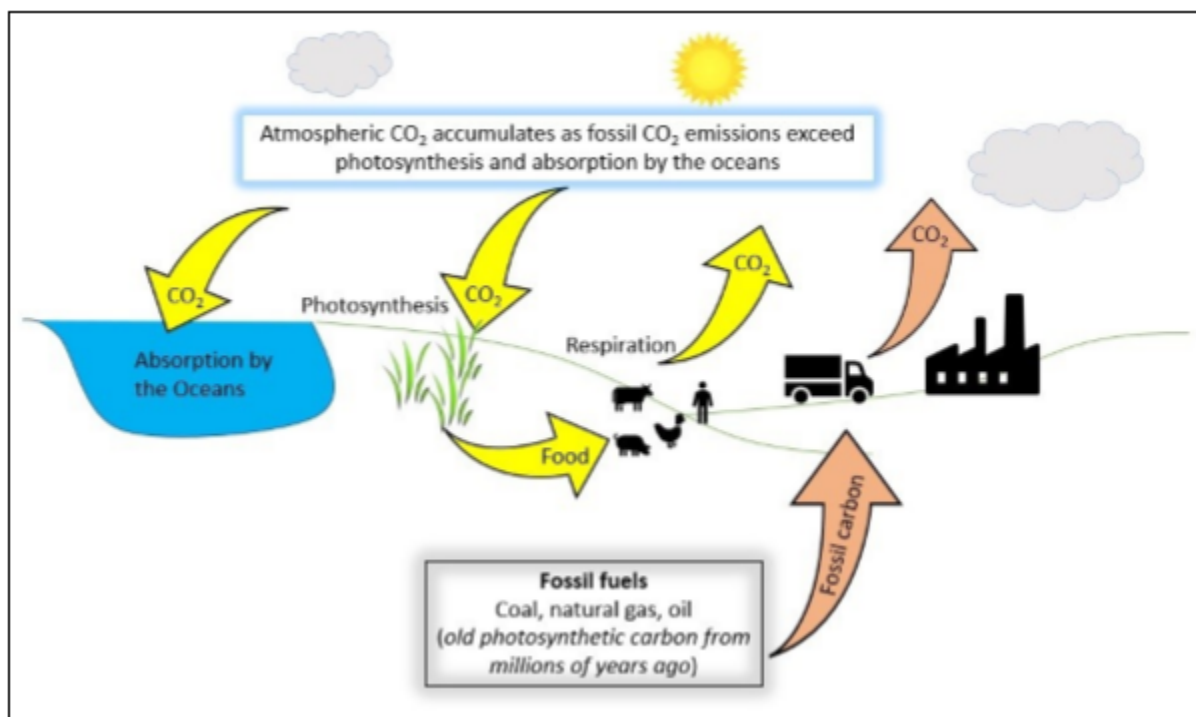 Atmospheric CO₂ accumulates as fossil CO₂ emissions exceed
photosynthesis and absorption by the oceans
CO₂
CO₂
CO₂
CO₂
Photosynthesis
Respiration
Absorption by
the Oceans
Food
Fossil carbon
Fossil fuels
Coal, natural gas, oil
(old photosynthetic carbon from
millions of years ago)